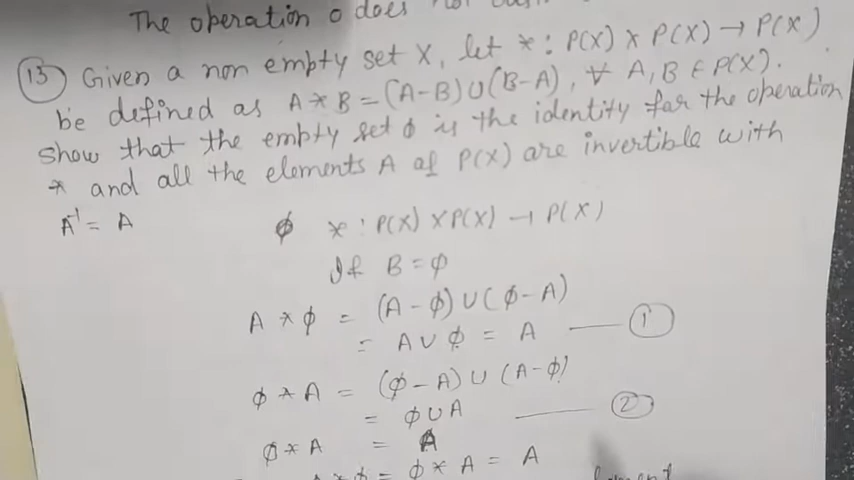 The operation o does
(13) Given a non empty set X, let * : P(X) x P(X) → P(X)
be defined as A * B = (A-B) ∪ (B-A), ∀ A, B ∈ P(X).
show that the empty set ϕ is the identity for the operation
* and all the elements A of P(X) are invertible with
A⁻¹ = A
ϕ * : P(X) x P(X) → P(X)
If B = ϕ
A * ϕ = (A - ϕ) ∪ (ϕ - A)
= A ∪ ϕ = A —— (1)
ϕ * A = (ϕ - A) ∪ (A - ϕ)
= ϕ ∪ A —— (2)
ϕ * A = A
ϕ = ϕ * A = A